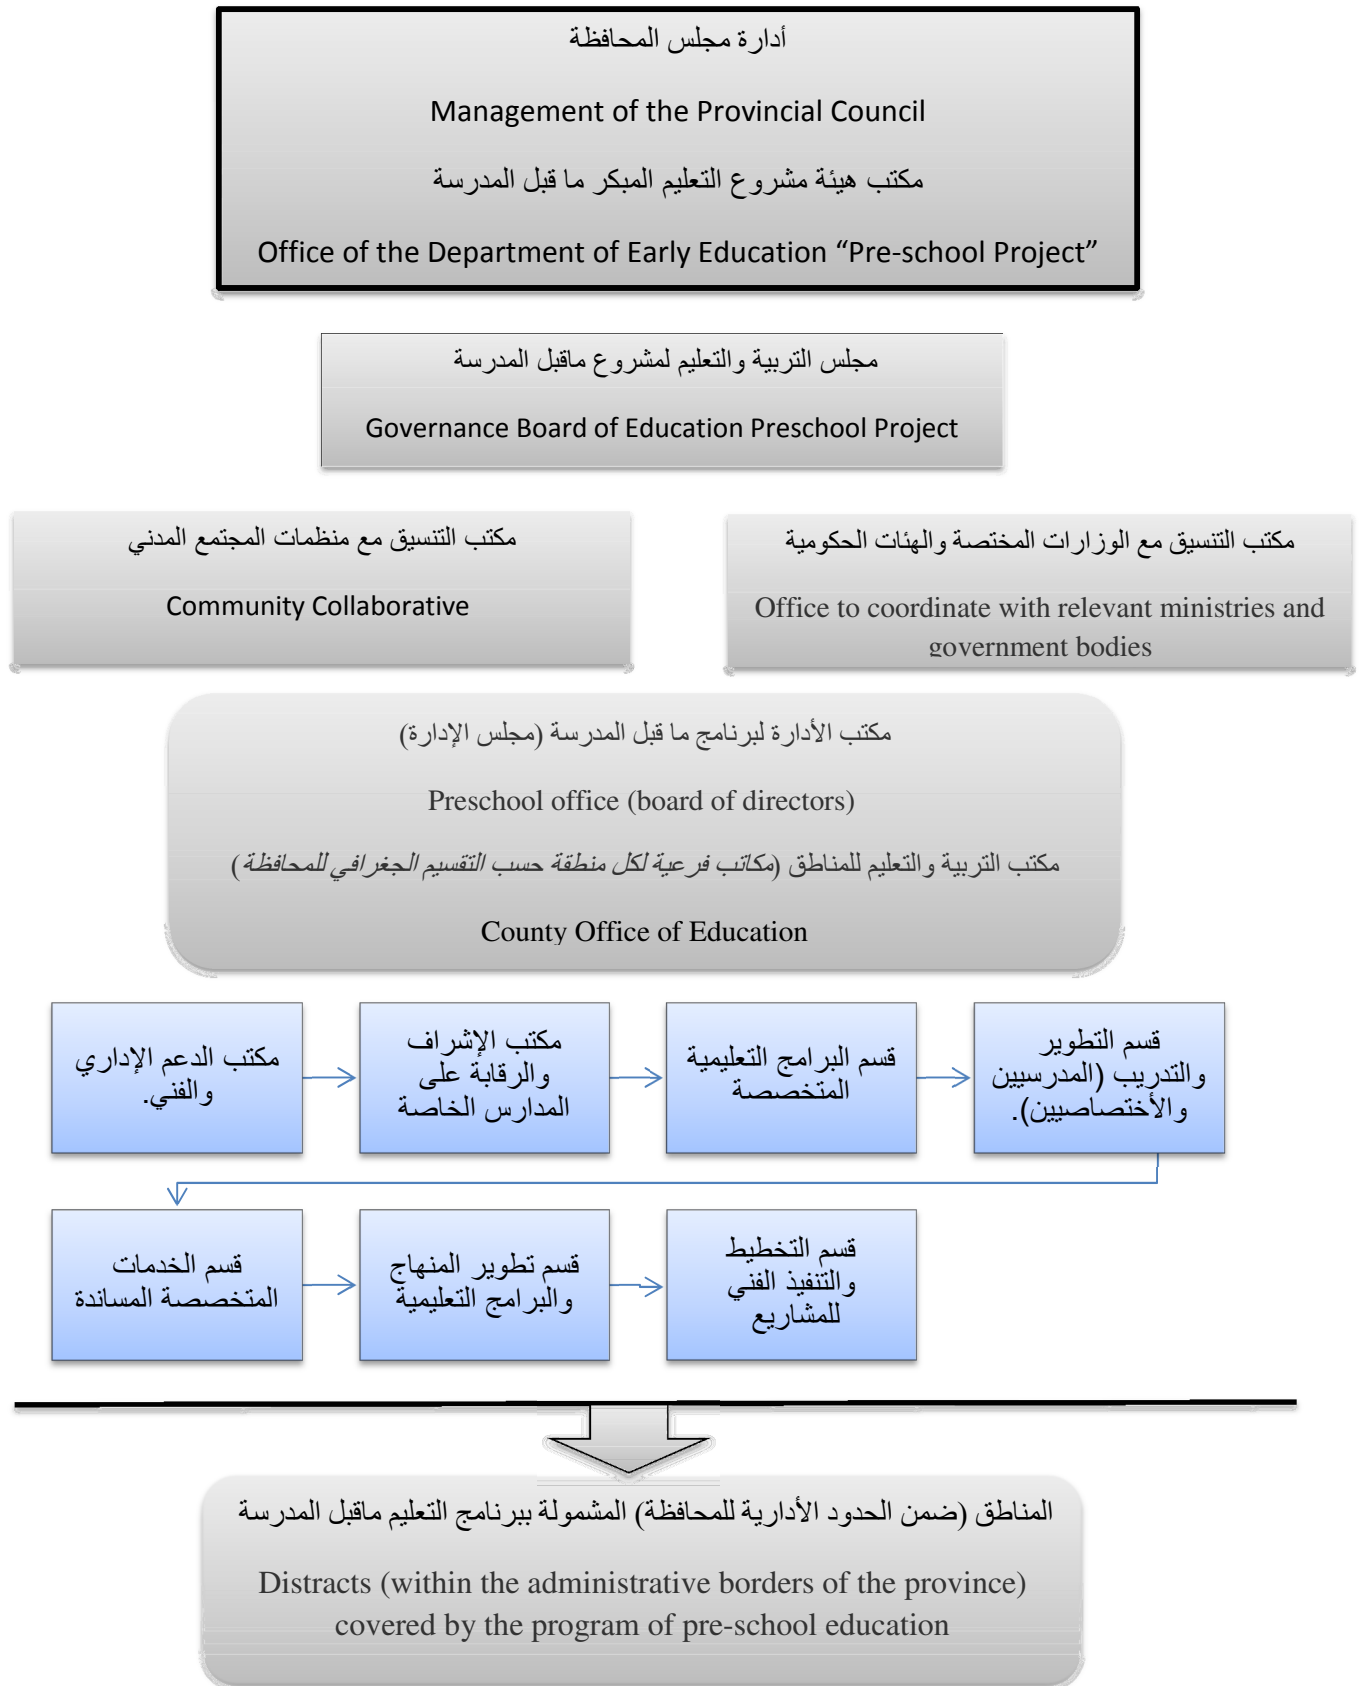 أدارة مجلس المحافظة
Management of the Provincial Council
مكتب هيئة مشروع التعليم المبكر ما قبل المدرسة
Office of the Department of Early Education “Pre-school Project”
مجلس التربية والتعليم لمشروع ماقبل المدرسة
Governance Board of Education Preschool Project
مكتب التنسيق مع منظمات المجتمع المدني
Community Collaborative
مكتب التنسيق مع الوزارات المختصة والهئات الحكومية
Office to coordinate with relevant ministries and
government bodies
مكتب الأدارة لبرنامج ما قبل المدرسة (مجلس الإدارة)
Preschool office (board of directors)
مكتب التربية والتعليم للمناطق (مكاتب فرعية لكل منطقة حسب التقسيم الجغرافي للمحافظة)
County Office of Education
مكتب الدعم الإداري
والفني.
مكتب الإشراف
والرقابة على
المدارس الخاصة
قسم البرامج التعليمية
المتخصصة
قسم التطوير
والتدريب (المدرسيين
والأختصاصيين).
قسم الخدمات
المتخصصة المساندة
قسم تطوير المنهاج
والبرامج التعليمية
قسم التخطيط
والتنفيذ الفني
للمشاريع
المناطق (ضمن الحدود الأدارية للمحافظة) المشمولة ببرنامج التعليم ماقبل المدرسة
Distracts (within the administrative borders of the province)
covered by the program of pre-school education